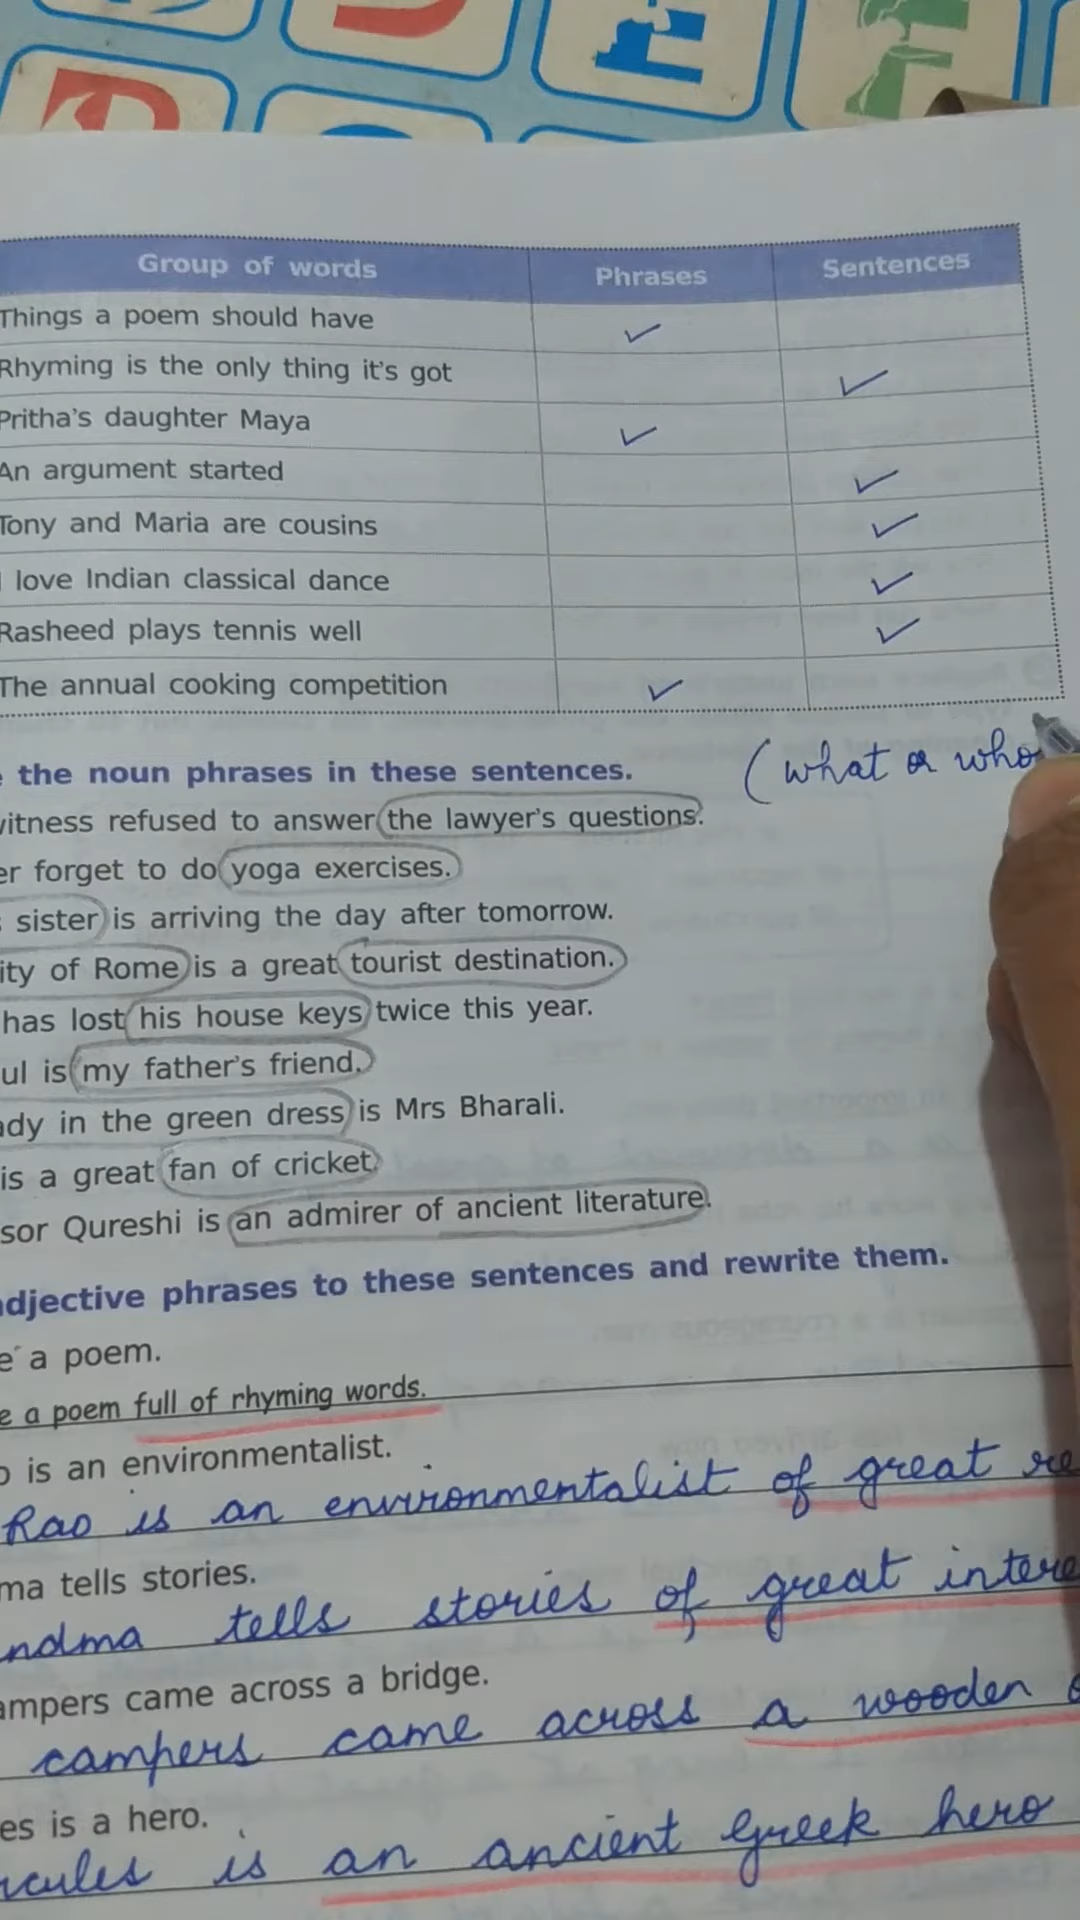 Group of words Phrases Sentences
Things a poem should have ✓
Rhyming is the only thing it's got ✓
Pritha's daughter Maya ✓
An argument started ✓
Tony and Maria are cousins ✓
love Indian classical dance ✓
Rasheed plays tennis well ✓
The annual cooking competition ✓
the noun phrases in these sentences. (what or who
witness refused to answer the lawyer's questions.
er forget to do yoga exercises.
sister is arriving the day after tomorrow.
ity of Rome is a great tourist destination.
has lost his house keys twice this year.
ul is my father's friend.
ady in the green dress is Mrs Bharali.
is a great fan of cricket.
sor Qureshi is an admirer of ancient literature.
adjective phrases to these sentences and rewrite them.
e a poem.
e a poem full of rhyming words.
o is an environmentalist.
Rao is an environmentalist of great re
ma tells stories.
ndma tells stories of great intere
ampers came across a bridge.
campers came across a wooden
es is a hero.
rcules is an ancient Greek hero